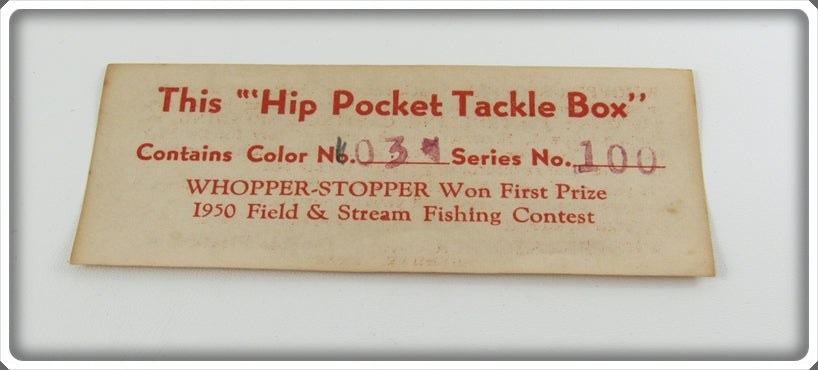 This "'Hip Pocket Tackle Box"
Contains Color No. 03 Series No. 100
WHOPPER-STOPPER Won First Prize
1950 Field & Stream Fishing Contest